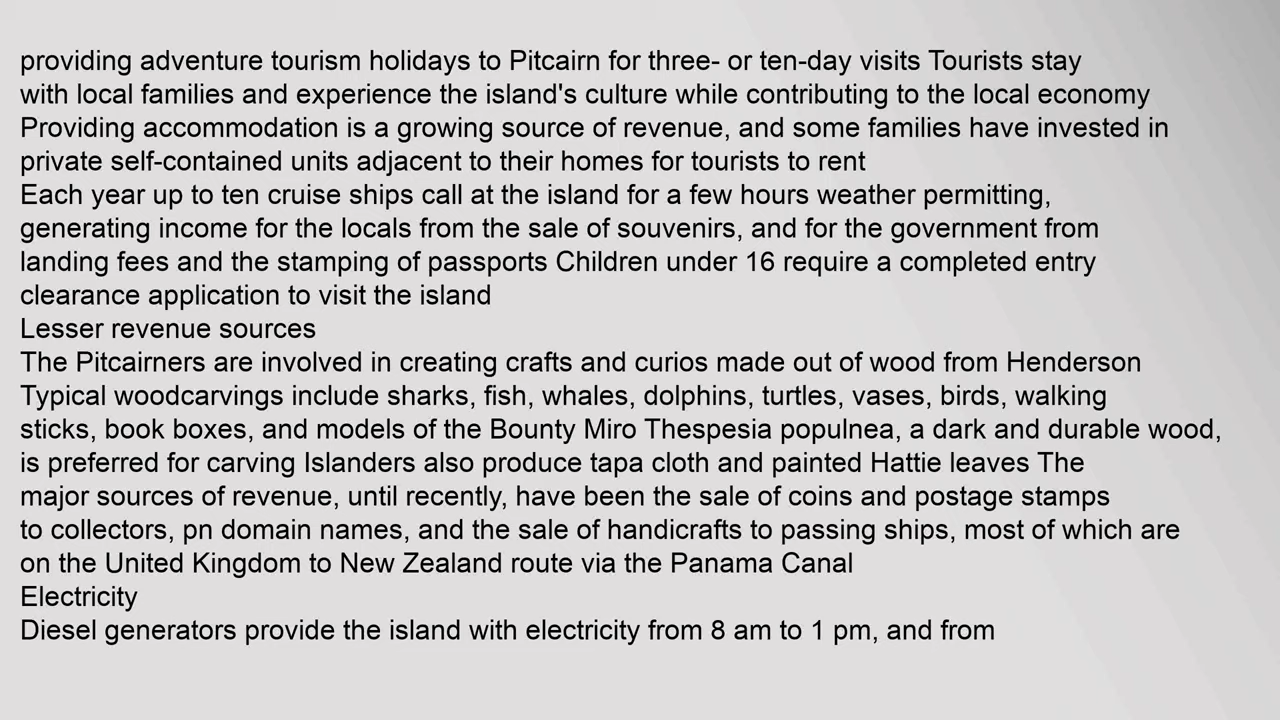 providing adventure tourism holidays to Pitcairn for three- or ten-day visits Tourists stay
with local families and experience the island's culture while contributing to the local economy
Providing accommodation is a growing source of revenue, and some families have invested in
private self-contained units adjacent to their homes for tourists to rent
Each year up to ten cruise ships call at the island for a few hours weather permitting,
generating income for the locals from the sale of souvenirs, and for the government from
landing fees and the stamping of passports Children under 16 require a completed entry
clearance application to visit the island
Lesser revenue sources
The Pitcairners are involved in creating crafts and curios made out of wood from Henderson
Typical woodcarvings include sharks, fish, whales, dolphins, turtles, vases, birds, walking
sticks, book boxes, and models of the Bounty Miro Thespesia populnea, a dark and durable wood,
is preferred for carving Islanders also produce tapa cloth and painted Hattie leaves The
major sources of revenue, until recently, have been the sale of coins and postage stamps
to collectors, pn domain names, and the sale of handicrafts to passing ships, most of which are
on the United Kingdom to New Zealand route via the Panama Canal
Electricity
Diesel generators provide the island with electricity from 8 am to 1 pm, and from